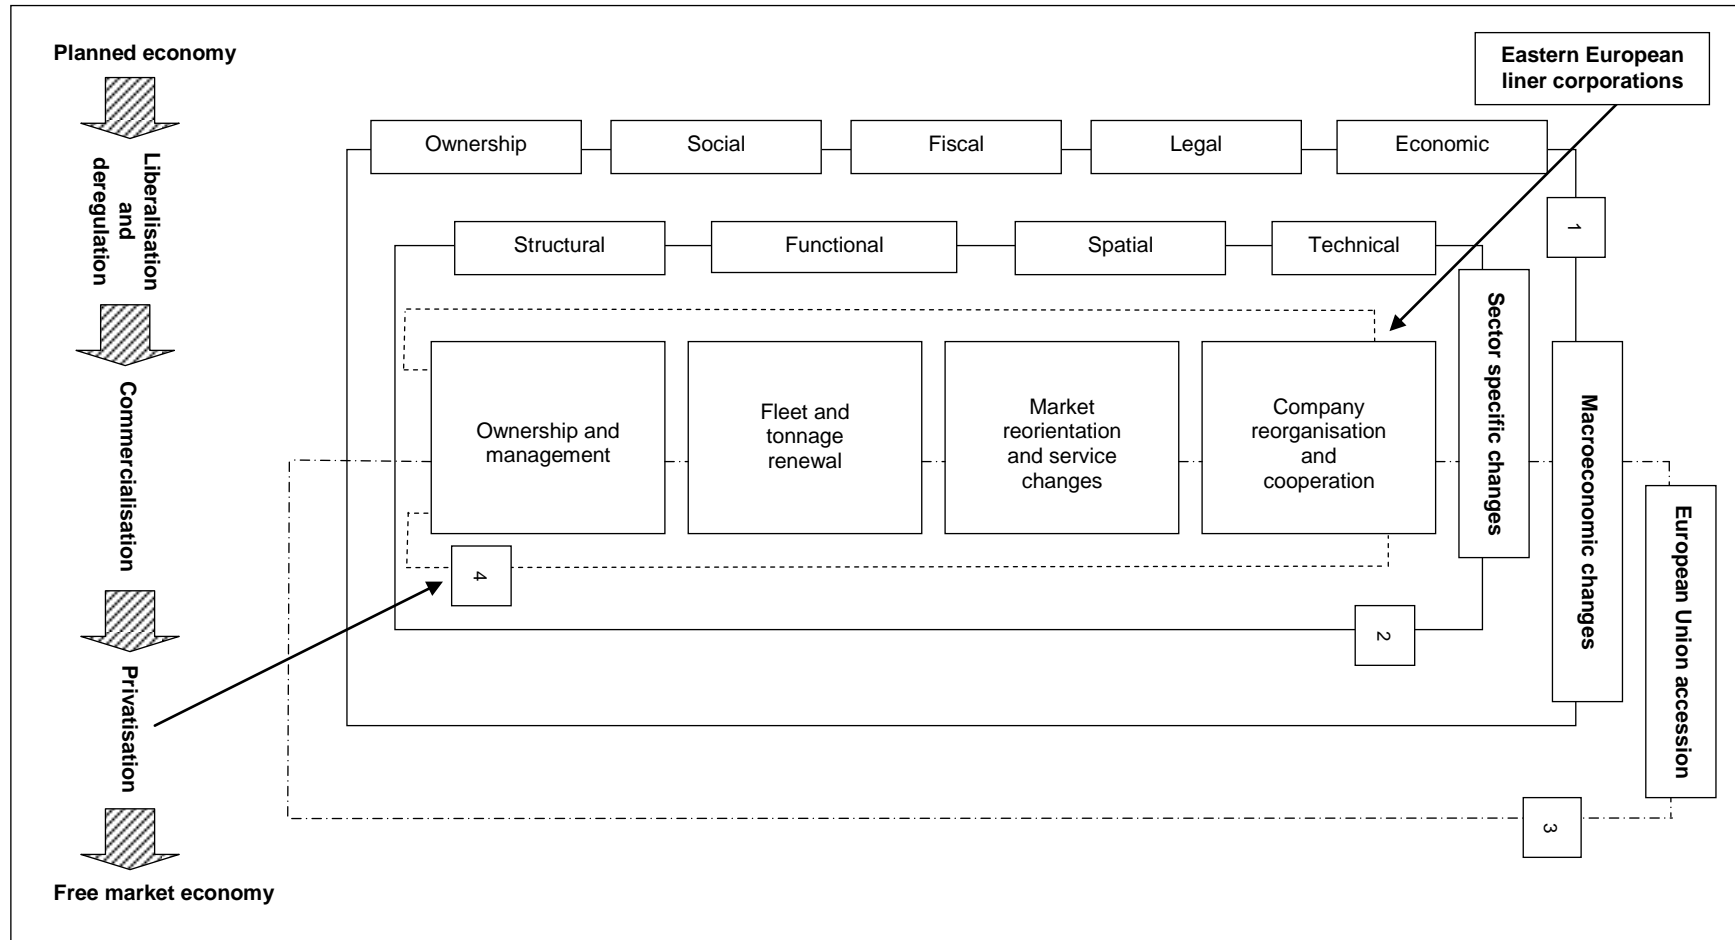 Planned economy
Eastern European
liner corporations
Ownership
Social
Fiscal
Legal
Economic
Liberalisation
and
deregulation
1
Structural
Functional
Spatial
Technical
Sector specific changes
Macroeconomic changes
European Union accession
Commercialisation
Ownership and
management
Fleet and
tonnage
renewal
Market
reorientation
and service
changes
Company
reorganisation
and
cooperation
4
2
Privatisation
3
Free market economy